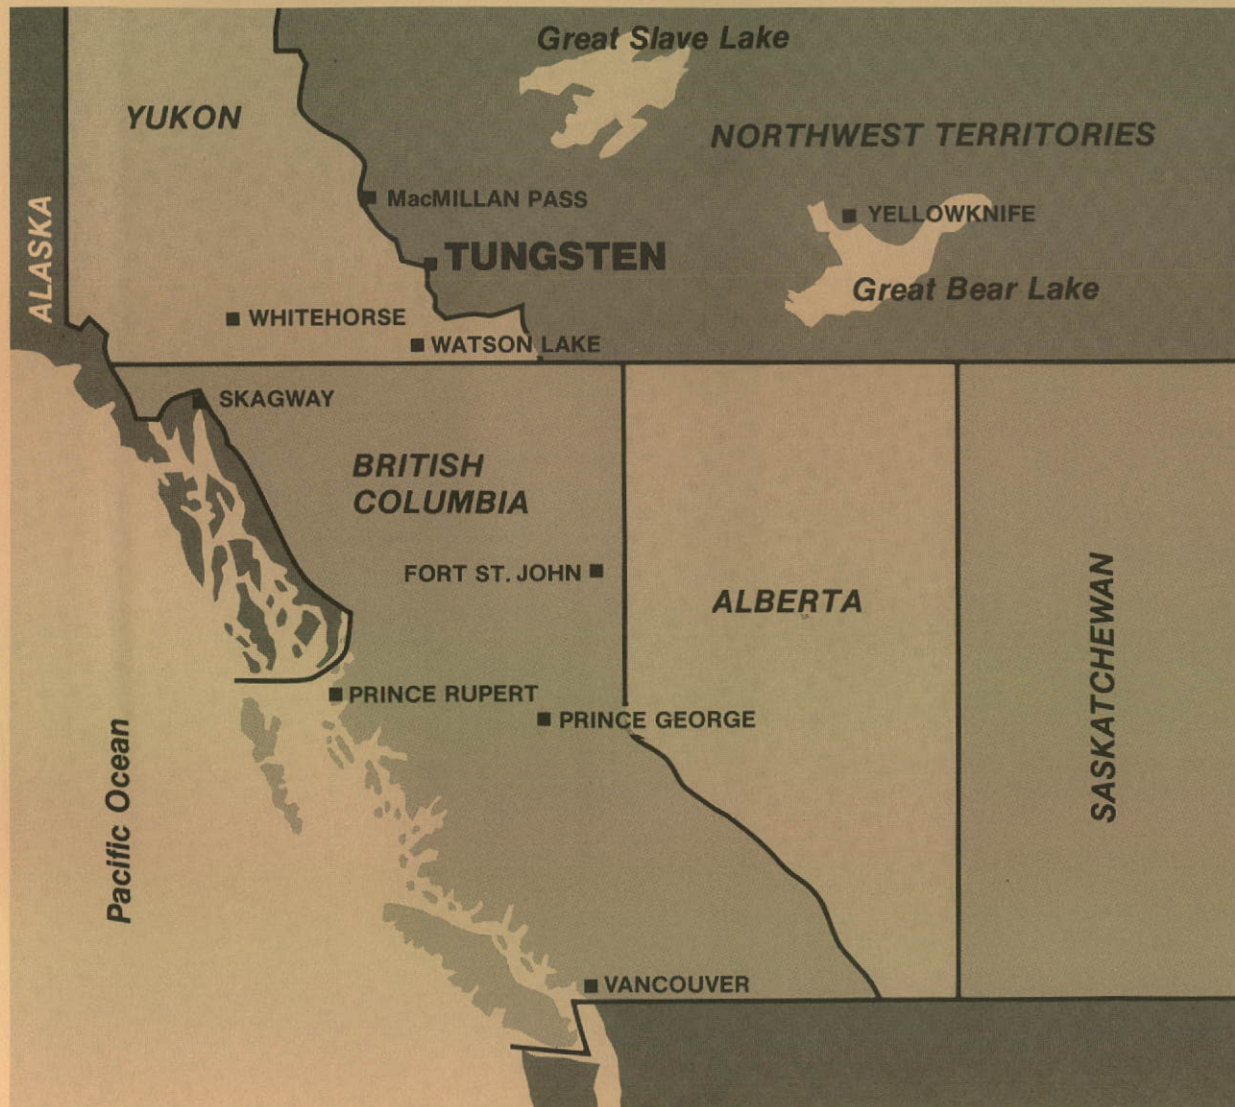 Great Slave Lake
YUKON
NORTHWEST TERRITORIES
MacMILLAN PASS
YELLOWKNIFE
ALASKA
TUNGSTEN
Great Bear Lake
WHITEHORSE
WATSON LAKE
SKAGWAY
BRITISH
COLUMBIA
FORT ST. JOHN
ALBERTA
SASKATCHEWAN
PRINCE RUPERT
PRINCE GEORGE
Pacific Ocean
VANCOUVER